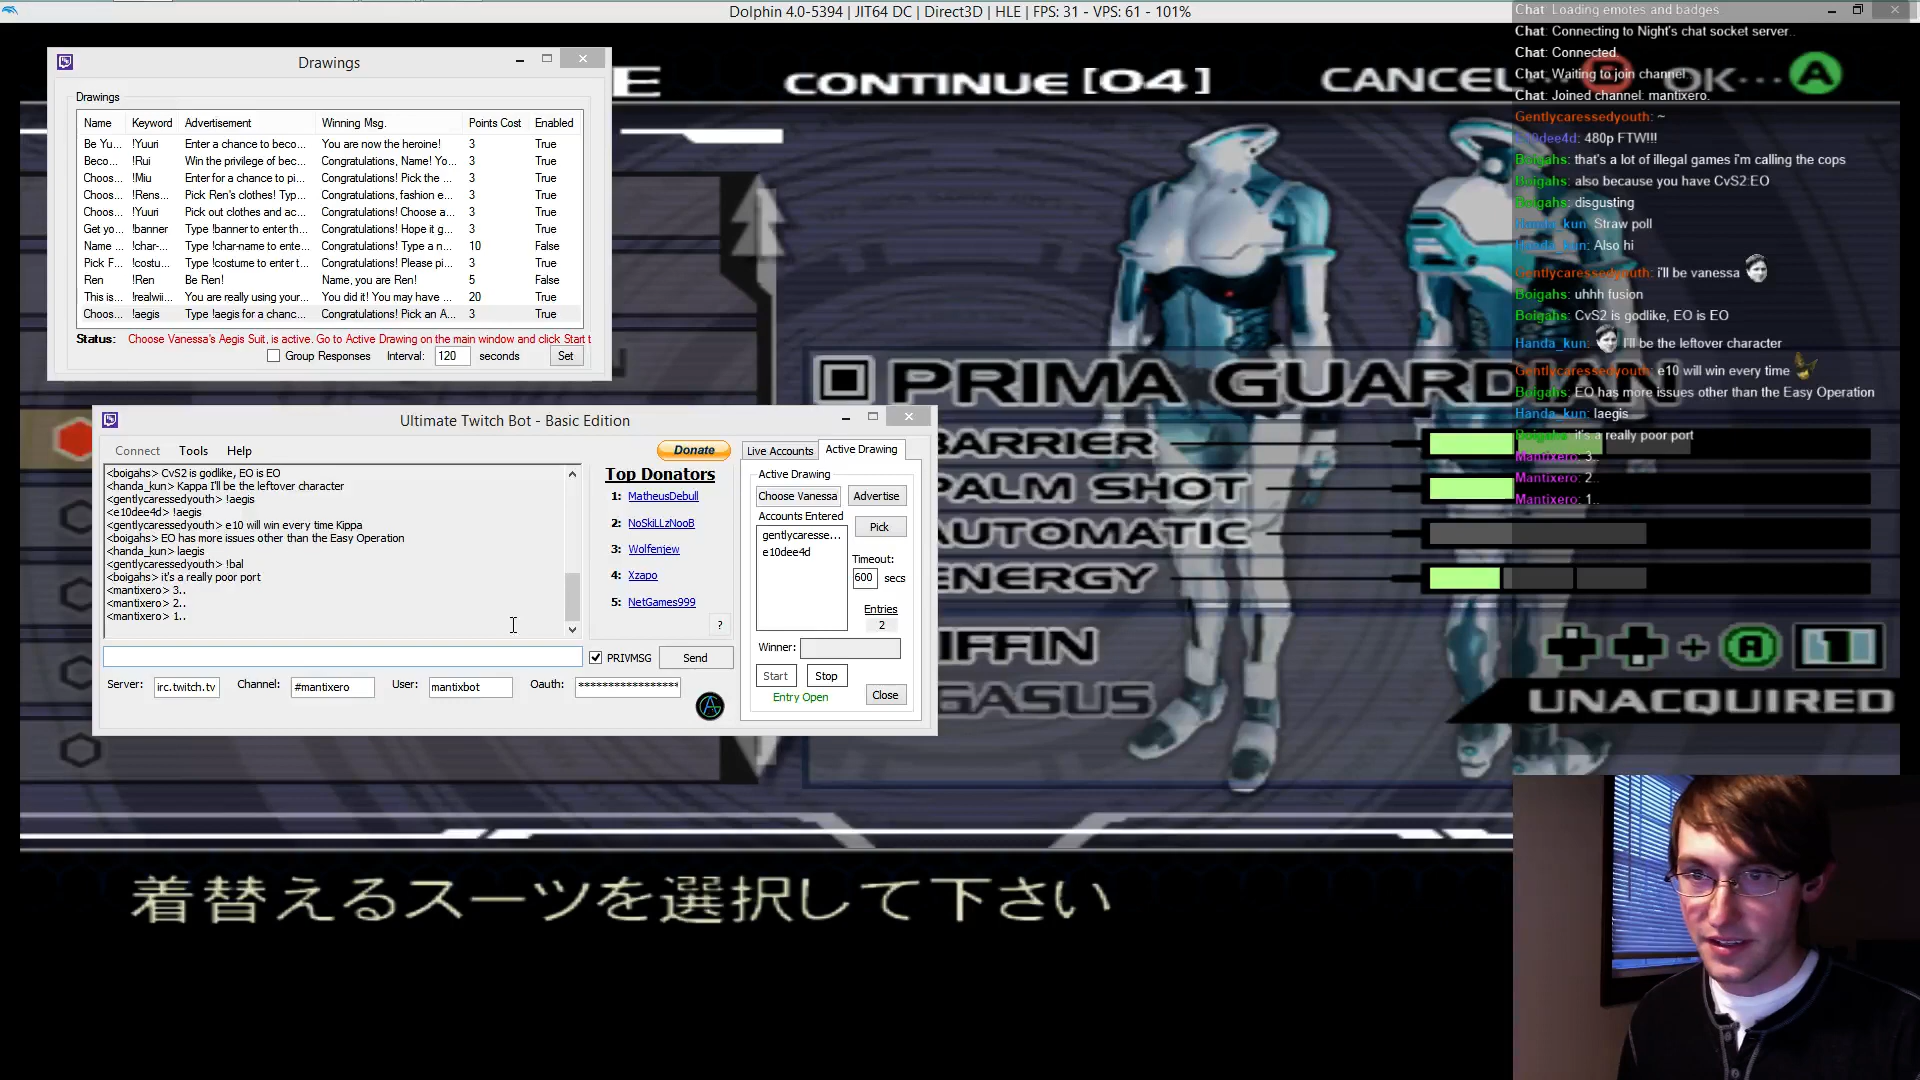 Dolphin 4.0-5394 | JIT64 DC | Direct3D | HLE | FPS: 31 - VPS: 61 - 101%
CONTINUE [04]
CANCEL
OK
A
Drawings
Drawings
Name Keyword Advertisement Winning Msg. Points Cost Enabled
Be Yu... !Yuuri Enter a chance to beco... You are now the heroine! 3 True
Beco... !Rui Win the privilege of bec... Congratulations, Name! Yo... 3 True
Choos... !Miu Enter for a chance to pi... Congratulations! Pick the ... 3 True
Choos... !Rens... Pick Ren's clothes! Typ... Congratulations, fashion e... 3 True
Choos... !Yuuri Pick out clothes and ac... Congratulations! Choose a... 3 True
Get yo... !banner Type !banner to enter th... Congratulations! Hope it g... 3 True
Name ... !char-... Type !char-name to ente... Congratulations! Type a n... 10 False
Pick F... !costu... Type !costume to enter t... Congratulations! Please pi... 3 True
Ren !Ren Be Ren! Name, you are Ren! 5 False
This is... !realwii... You are really using your... You did it! You may have ... 20 True
Choos... !aegis Type !aegis for a chanc... Congratulations! Pick an A... 3 True
Status: Choose Vanessa's Aegis Suit, is active. Go to Active Drawing on the main window and click Start t
Group Responses Interval: 120 seconds Set
Ultimate Twitch Bot - Basic Edition
Connect Tools Help Donate
<boigahs> CvS2 is godlike, EO is EO
<handa_kun> Kappa I'll be the leftover character
<gentlycaressedyouth> !aegis
<e10dee4d> !aegis
<gentlycaressedyouth> e10 will win every time Kippa
<boigahs> EO has more issues other than the Easy Operation
<handa_kun> Iaegis
<gentlycaressedyouth> !bal
<boigahs> it's a really poor port
<mantixero> 3..
<mantixero> 2..
<mantixero> 1..
Top Donators
1: MatheusDebull
2: NoSkiLLzNooB
3: Wolfenjew
4: Xzapo
5: NetGames999
?
PRIVMSG Send
Server: irc.twitch.tv Channel: #mantixero User: mantixbot Oauth: ******************
Live Accounts Active Drawing
Active Drawing
Choose Vanessa Advertise
Accounts Entered
Pick
gentlycaresse...
e10dee4d
Timeout:
600 secs
Entries
2
Winner:
Start Stop
Entry Open
Close
PRIMA GUARD
BARRIER
PALM SHOT
AUTOMATIC
ENERGY
IFFIN
GASUS
+ A
UNACQUIRED
着替えるスーツを選択して下さい
Chat: Loading emotes and badges
Chat: Connecting to Night's chat socket server..
Chat: Connected.
Chat: Waiting to join channel..
Chat: Joined channel: mantixero.
Gentlycaressedyouth: ~
E10dee4d: 480p FTW!!!
Boigahs: that's a lot of illegal games i'm calling the cops
Boigahs: also because you have CvS2:EO
Boigahs: disgusting
Handa_kun: Straw poll
Handa_kun: Also hi
Gentlycaressedyouth: i'll be vanessa
Boigahs: uhhh fusion
Boigahs: CvS2 is godlike, EO is EO
Handa_kun: I'll be the leftover character
Gentlycaressedyouth: e10 will win every time
Boigahs: EO has more issues other than the Easy Operation
Handa_kun: Iaegis
Boigahs: it's a really poor port
Mantixero: 3..
Mantixero: 2..
Mantixero: 1..